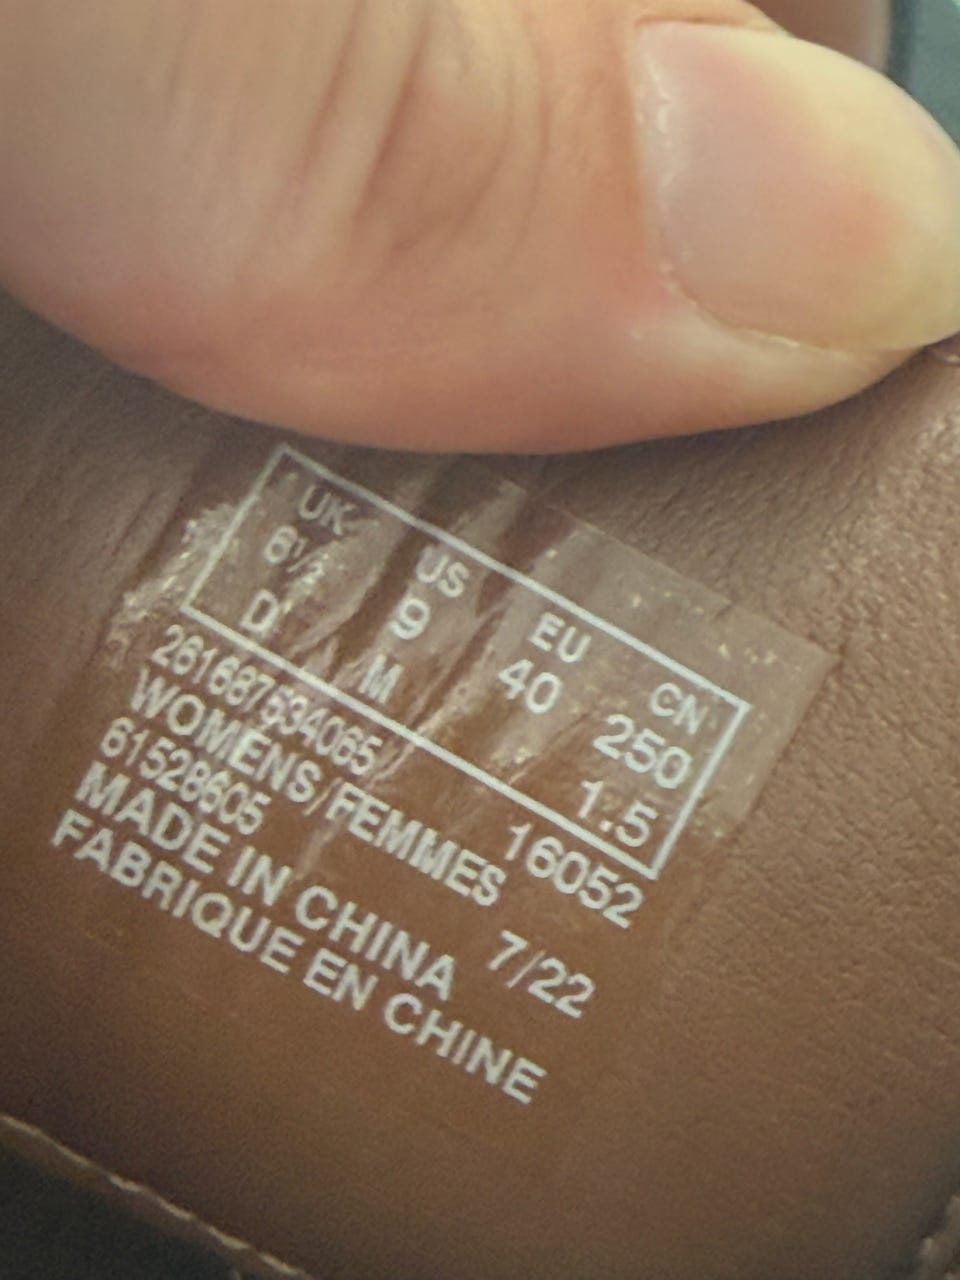 UK US EU CN
6½ 9 40 250
D M 1.5
261687534065 16052
WOMENS/FEMMES
61528605 7/22
MADE IN CHINA
FABRIQUE EN CHINE